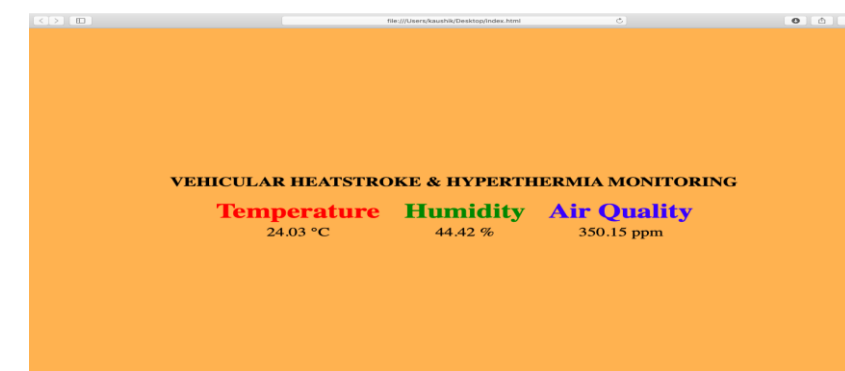 file:///Users/kaushik/Desktop/index.html
VEHICULAR HEATSTROKE & HYPERTHERMIA MONITORING
Temperature Humidity Air Quality
24.03 °C 44.42 % 350.15 ppm